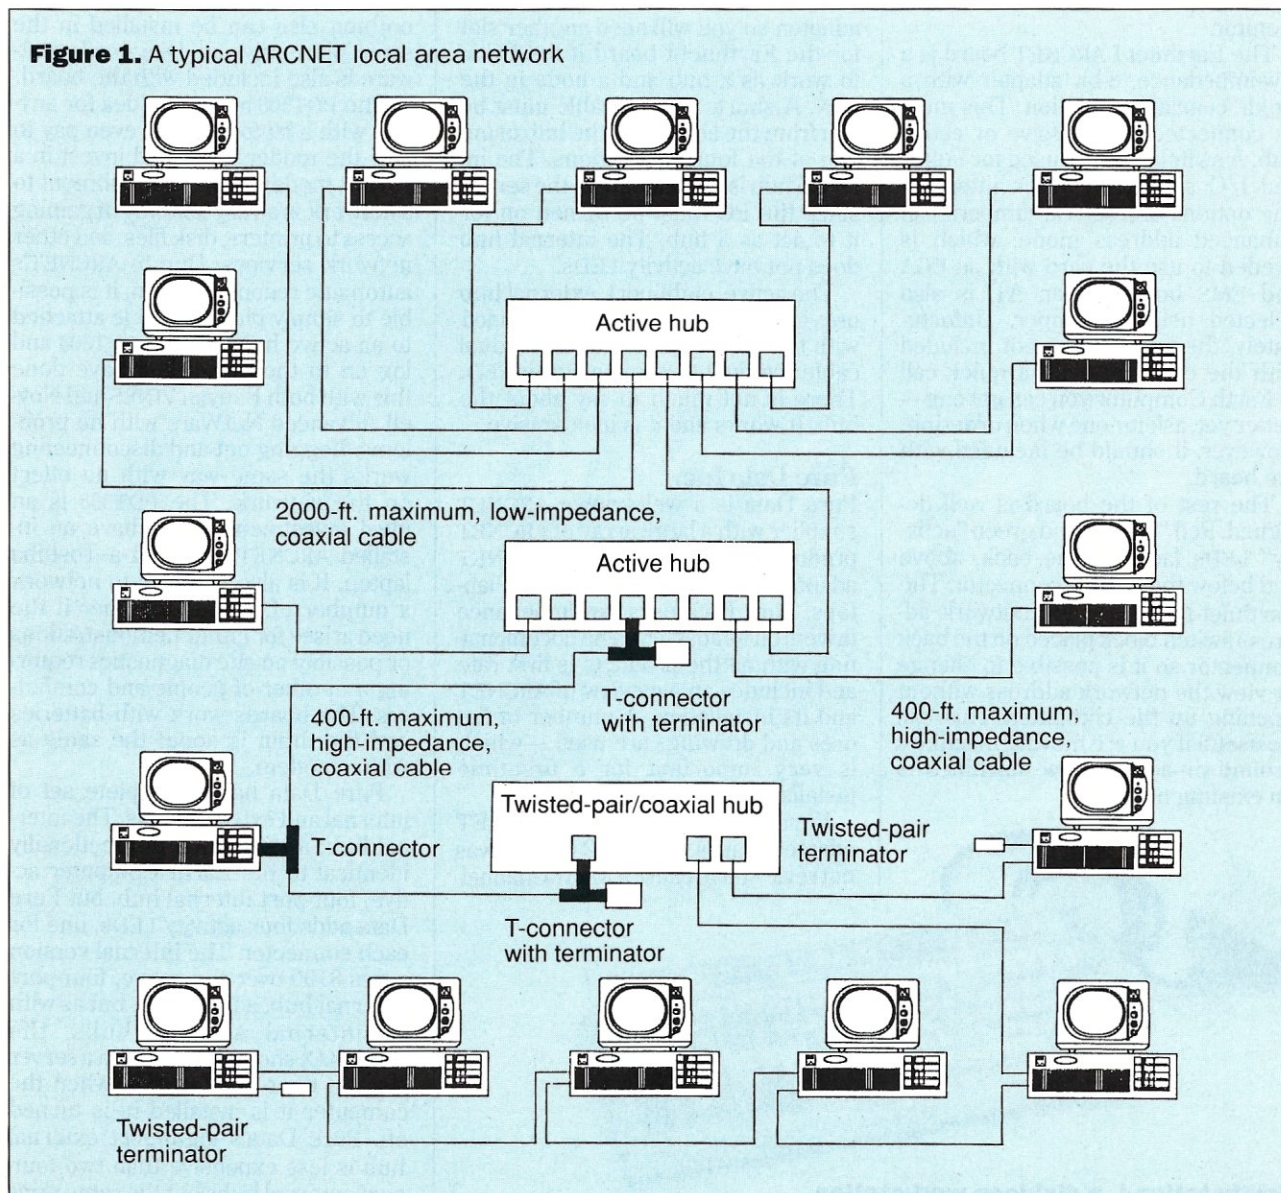 Figure 1. A typical ARCNET local area network
Active hub
2000-ft. maximum, low-impedance,
coaxial cable
Active hub
T-connector
with terminator
400-ft. maximum,
high-impedance,
coaxial cable
400-ft. maximum,
high-impedance,
coaxial cable
Twisted-pair/coaxial hub
T-connector
Twisted-pair
terminator
T-connector
with terminator
Twisted-pair
terminator